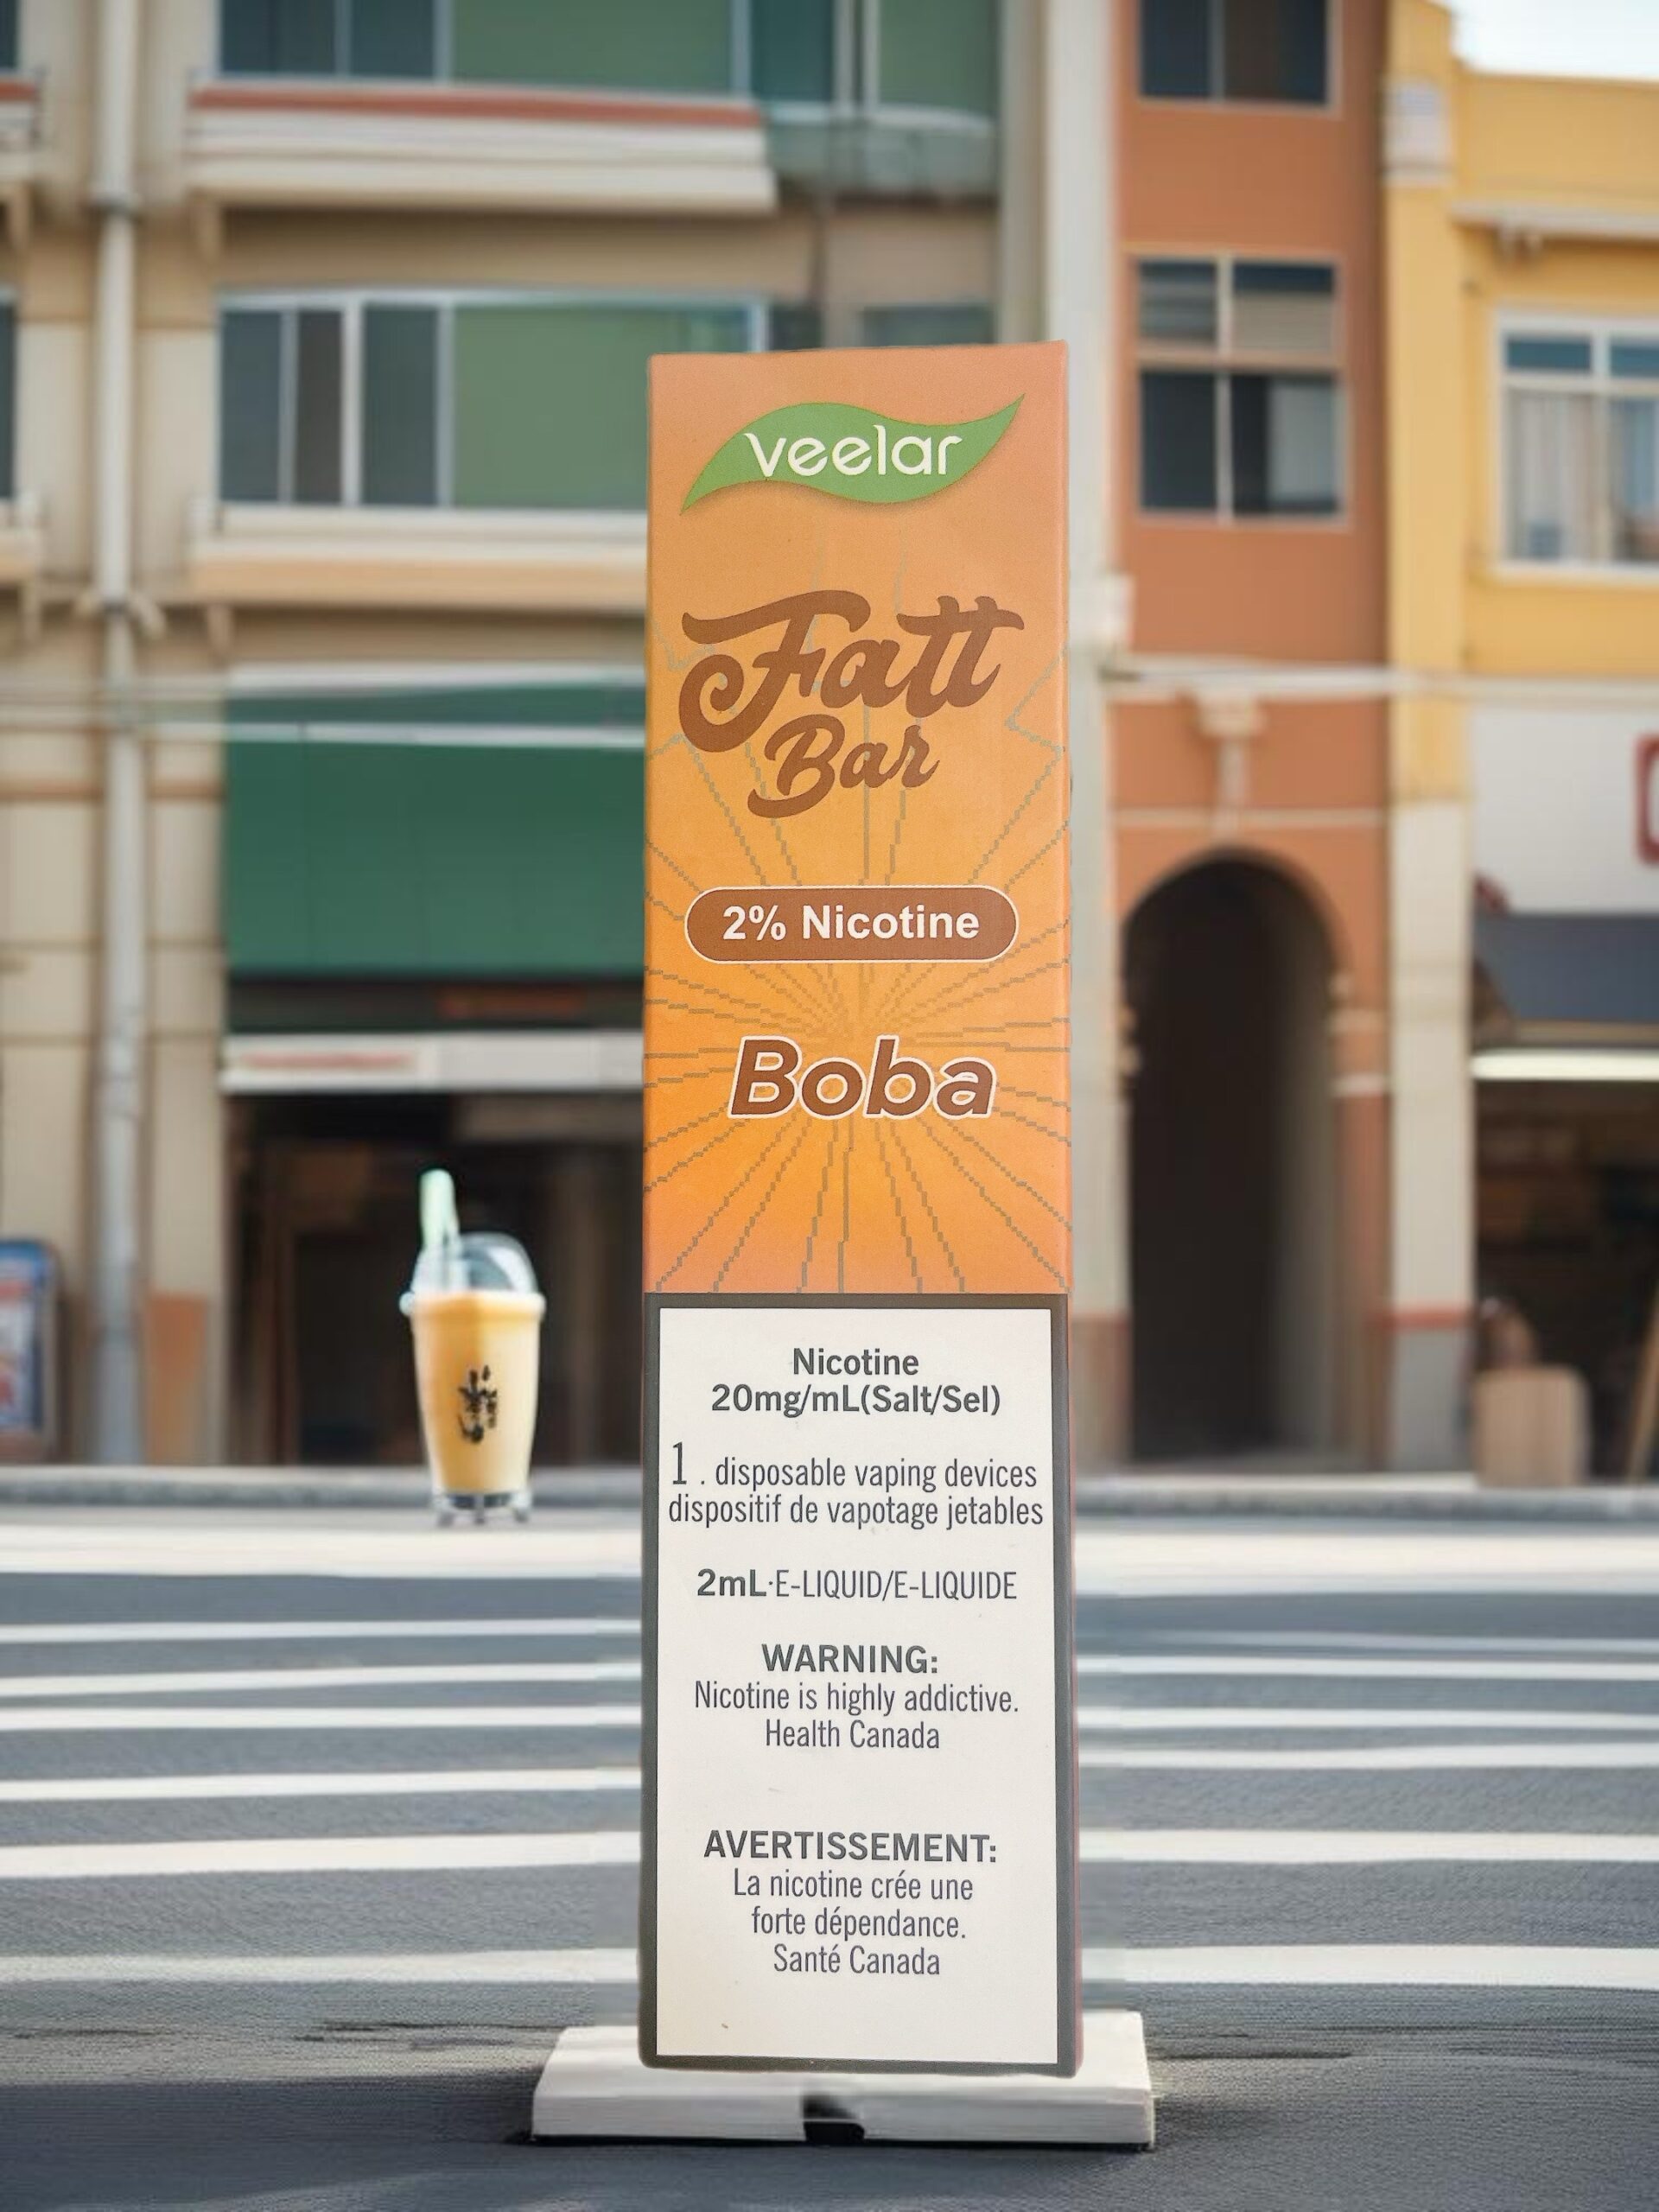 veelar
Fatt
Bar
2% Nicotine
Boba
Nicotine
20mg/mL(Salt/Sel)
1 . disposable vaping devices
dispositif de vapotage jetables
2mL·E-LIQUID/E-LIQUIDE
WARNING:
Nicotine is highly addictive.
Health Canada
AVERTISSEMENT:
La nicotine crée une
forte dépendance.
Santé Canada